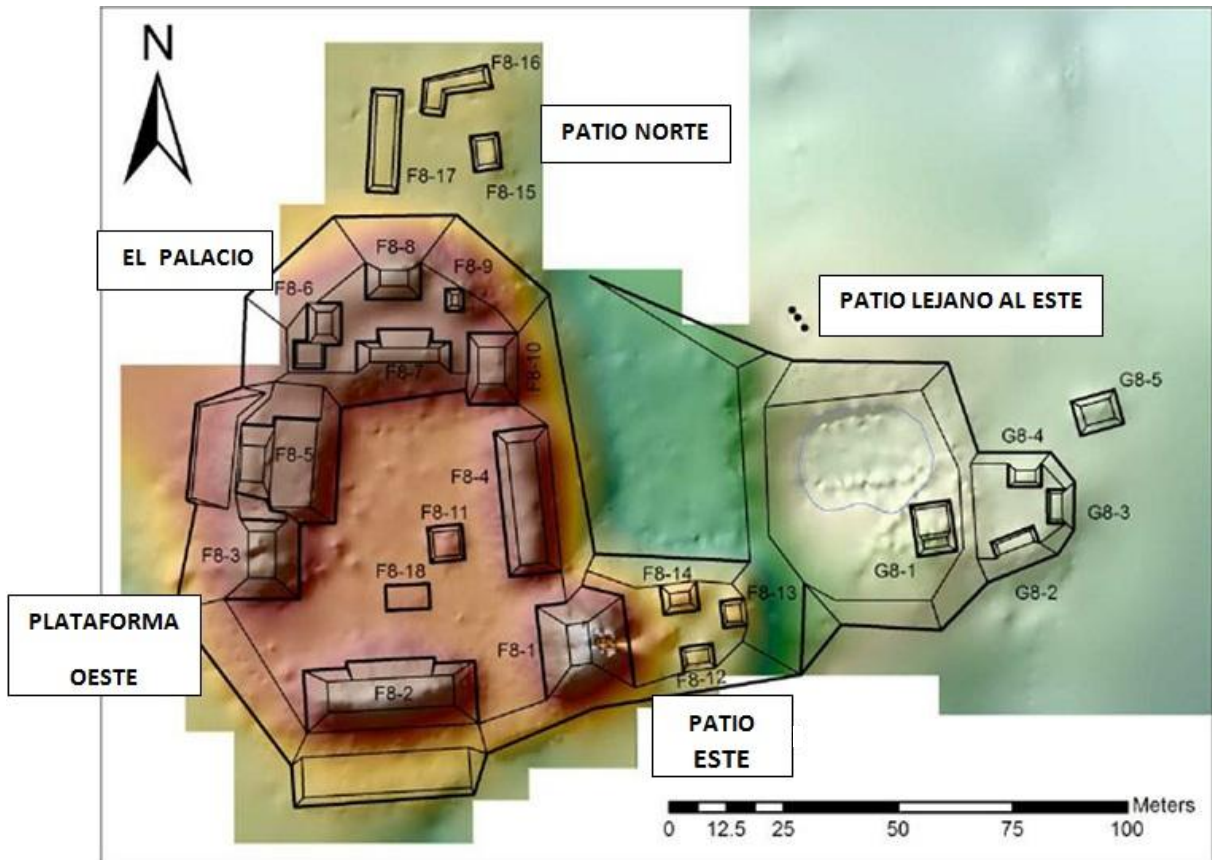 N
F8-16
PATIO NORTE
F8-17
F8-15
EL PALACIO
F8-8
F8-9
F8-6
PATIO LEJANO AL ESTE
F8-7
F8-10
G8-5
G8-4
F8-5
F8-4
G8-3
F8-11
F8-3
G8-1
G8-2
F8-18
F8-14
F8-13
PLATAFORMA
OESTE
F8-1
F8-12
F8-2
PATIO
ESTE
Meters
0 12.5 25 50 75 100